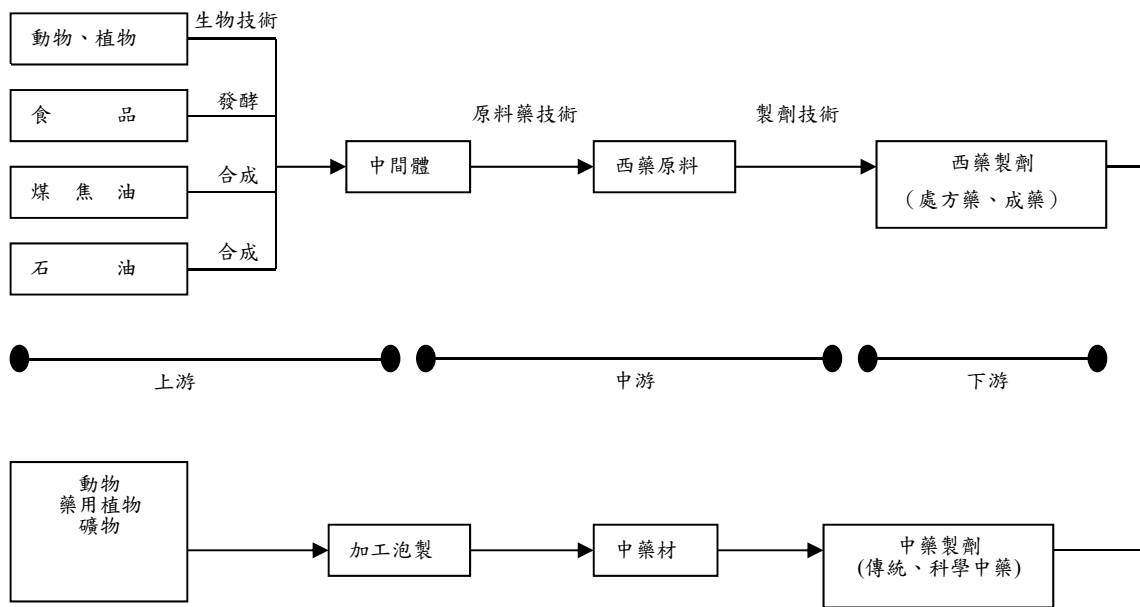 生物技術
動物、植物
發酵
食品
原料藥技術
製劑技術
合成
煤焦油
中間體
西藥原料
西藥製劑
（處方藥、成藥）
合成
石油
上游
中游
下游
動物
藥用植物
礦物
加工泡製
中藥材
中藥製劑
(傳統、科學中藥)